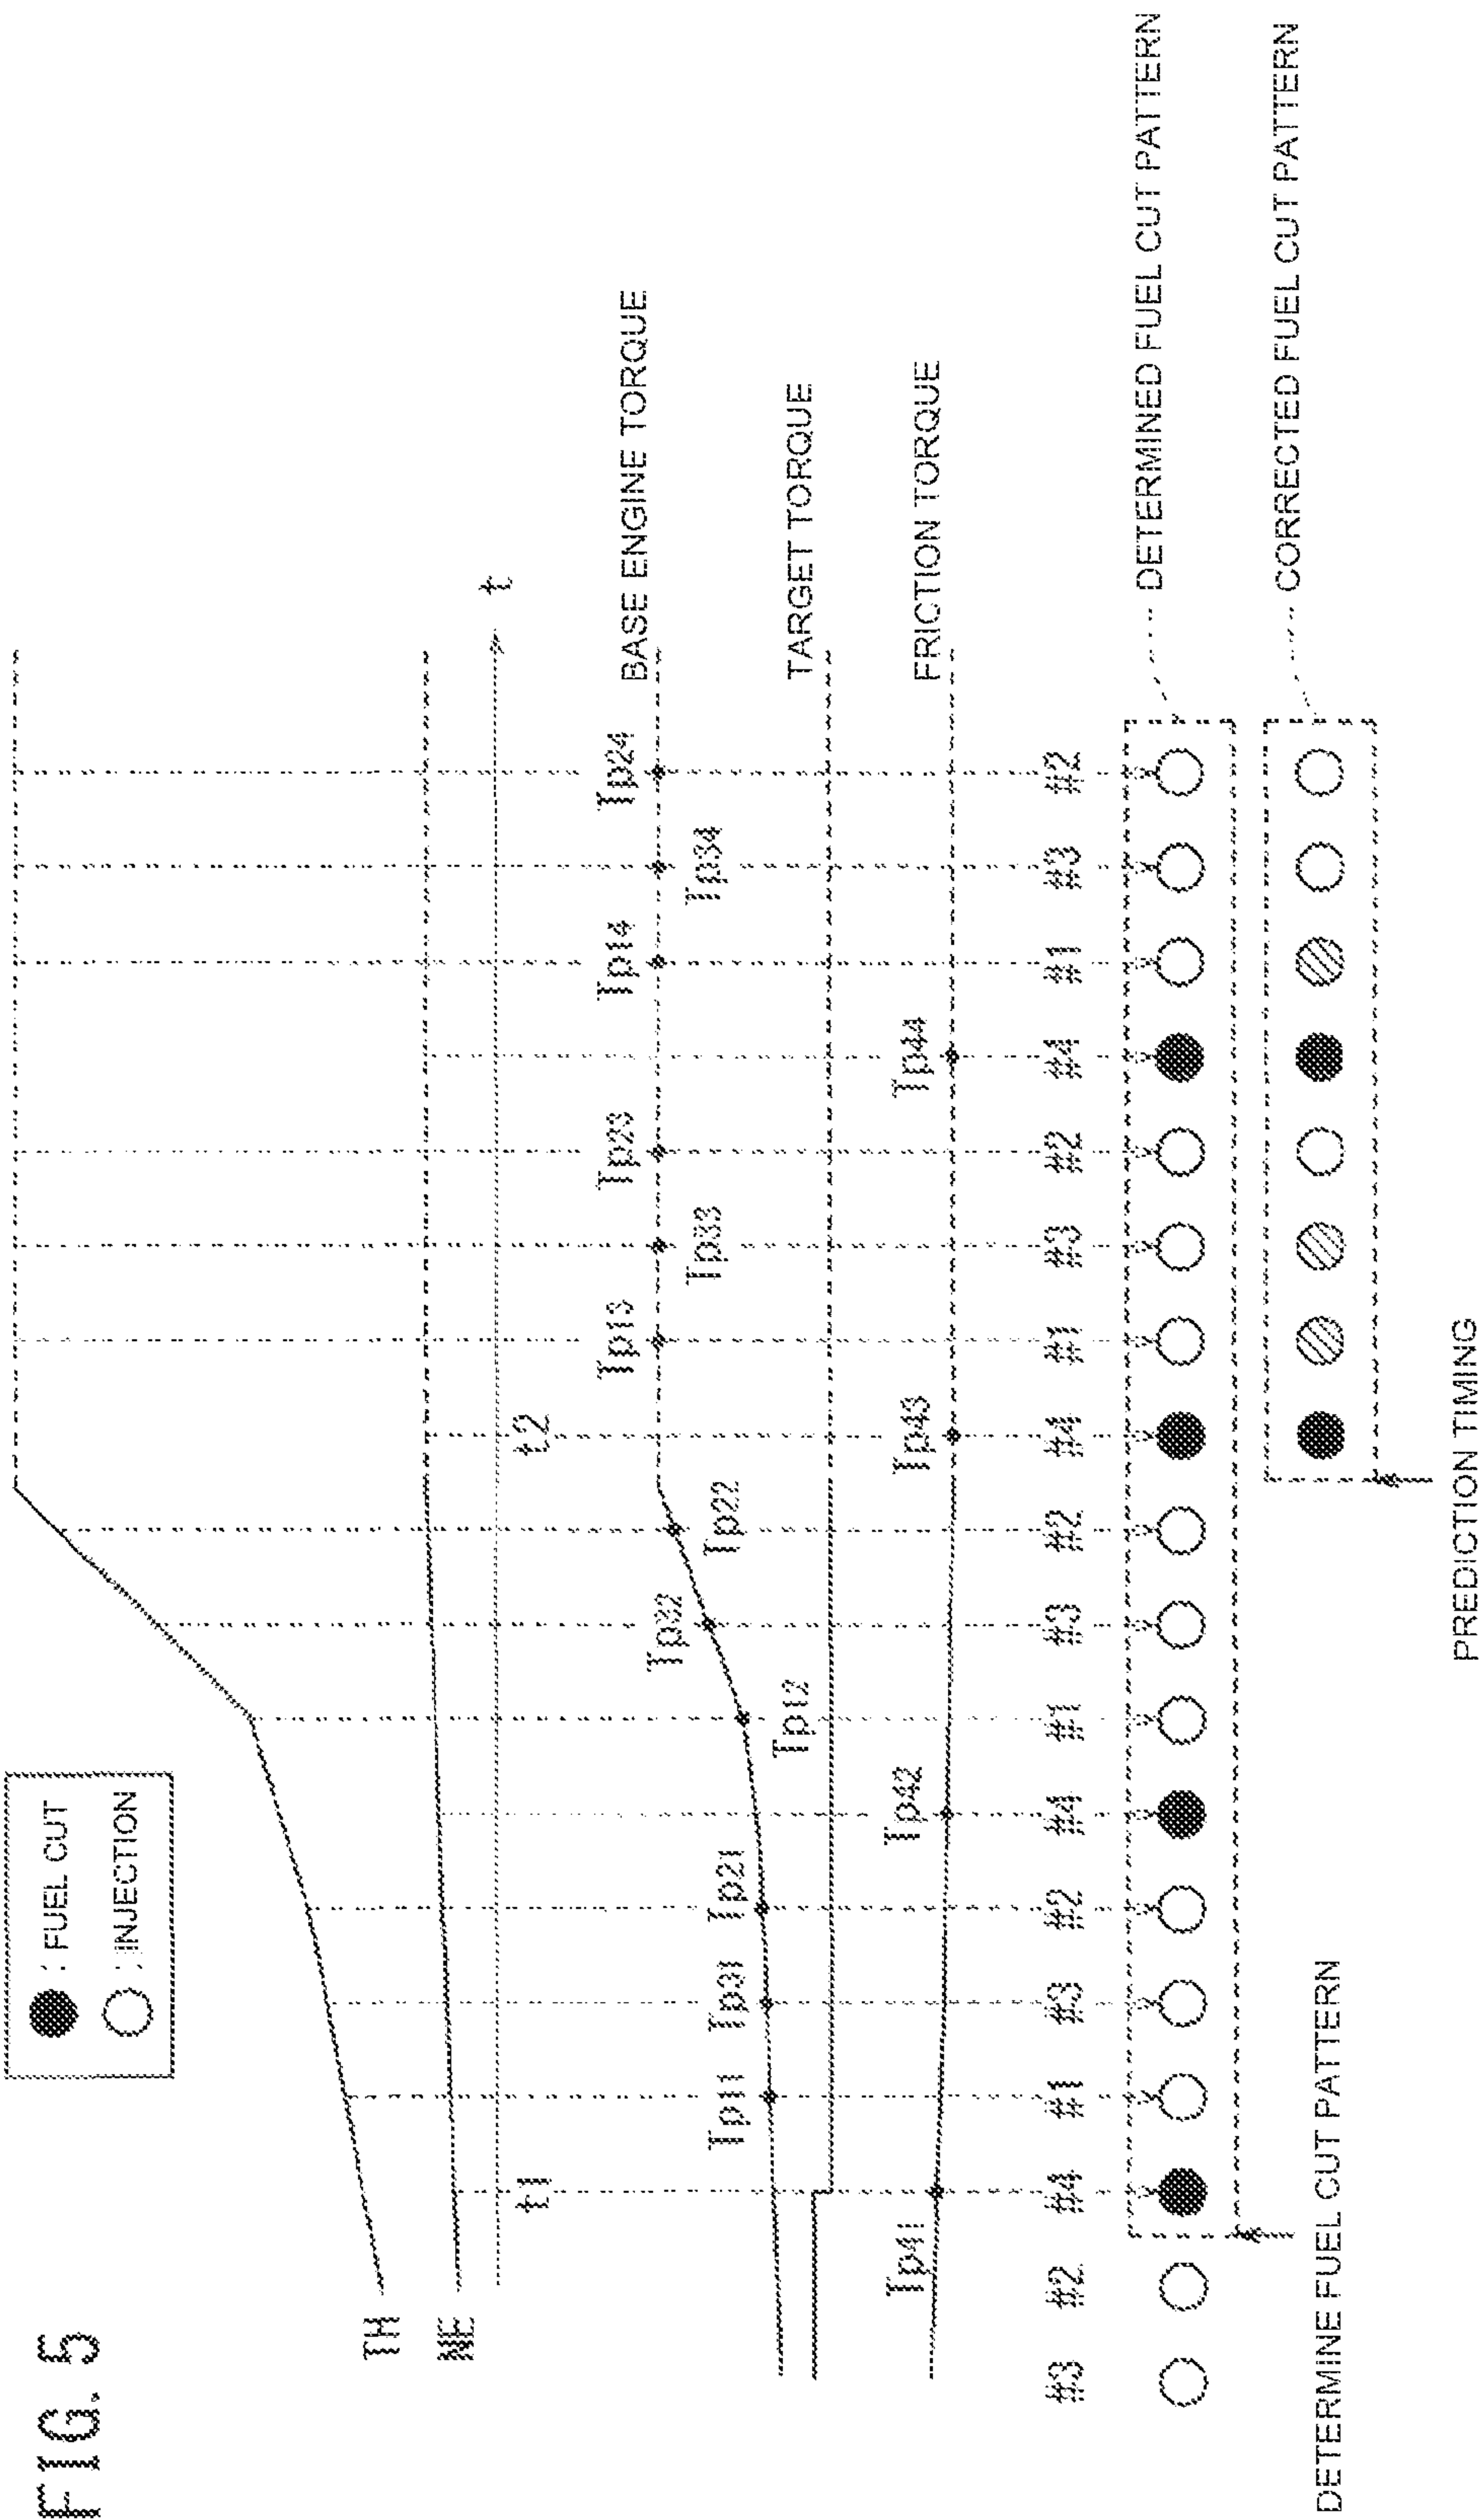 FIG. 5
● : FUEL CUT
○ : INJECTION
TH
NE
t
t1
t2
BASE ENGINE TORQUE
Tp11
Tp31
Tp21
Tp12
Tp32
Tp22
Tp13
Tp33
Tp23
Tp14
Tp34
Tp24
TARGET TORQUE
FRICTION TORQUE
Tp41
Tp42
Tp43
Tp44
#3 #2 #4 #1 #3 #2 #4 #1 #3 #2 #4 #1 #3 #2 #4 #1 #3 #2
DETERMINED FUEL CUT PATTERN
CORRECTED FUEL CUT PATTERN
DETERMINE FUEL CUT PATTERN
PREDICTION TIMING